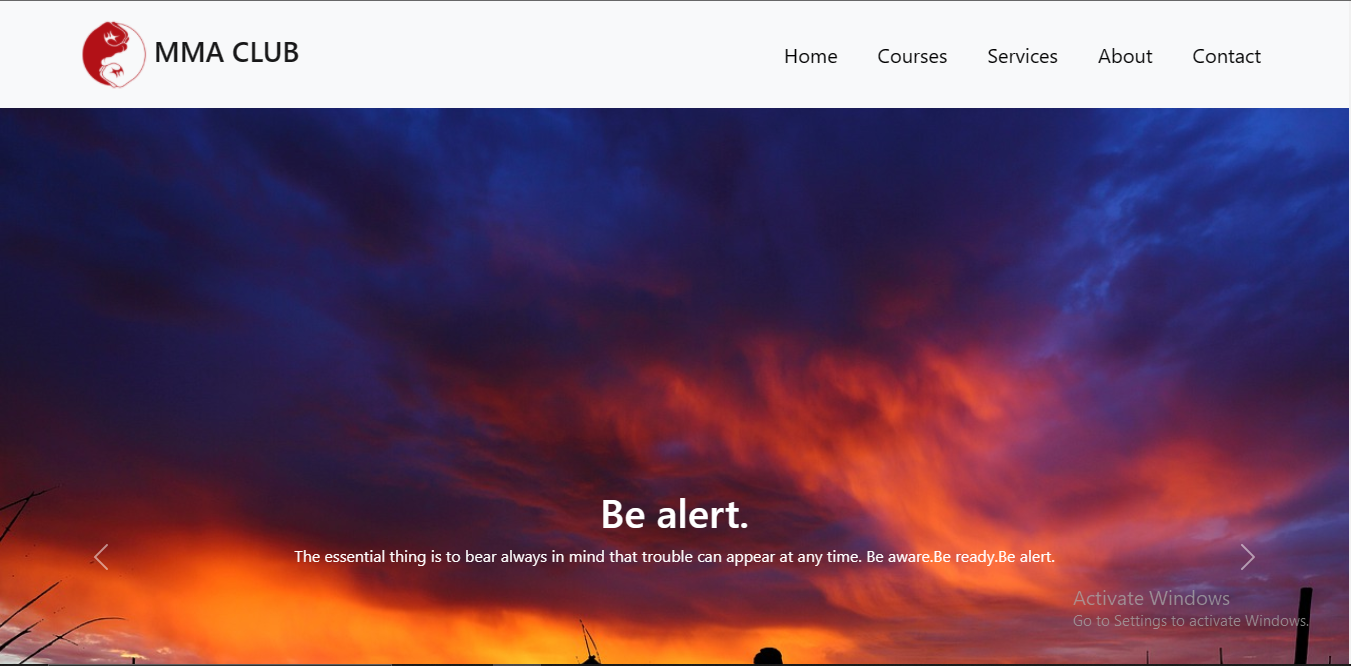 MMA CLUB
Home Courses Services About Contact
Be alert.
The essential thing is to bear always in mind that trouble can appear at any time. Be aware.Be ready.Be alert.
Activate Windows
Go to Settings to activate Windows.